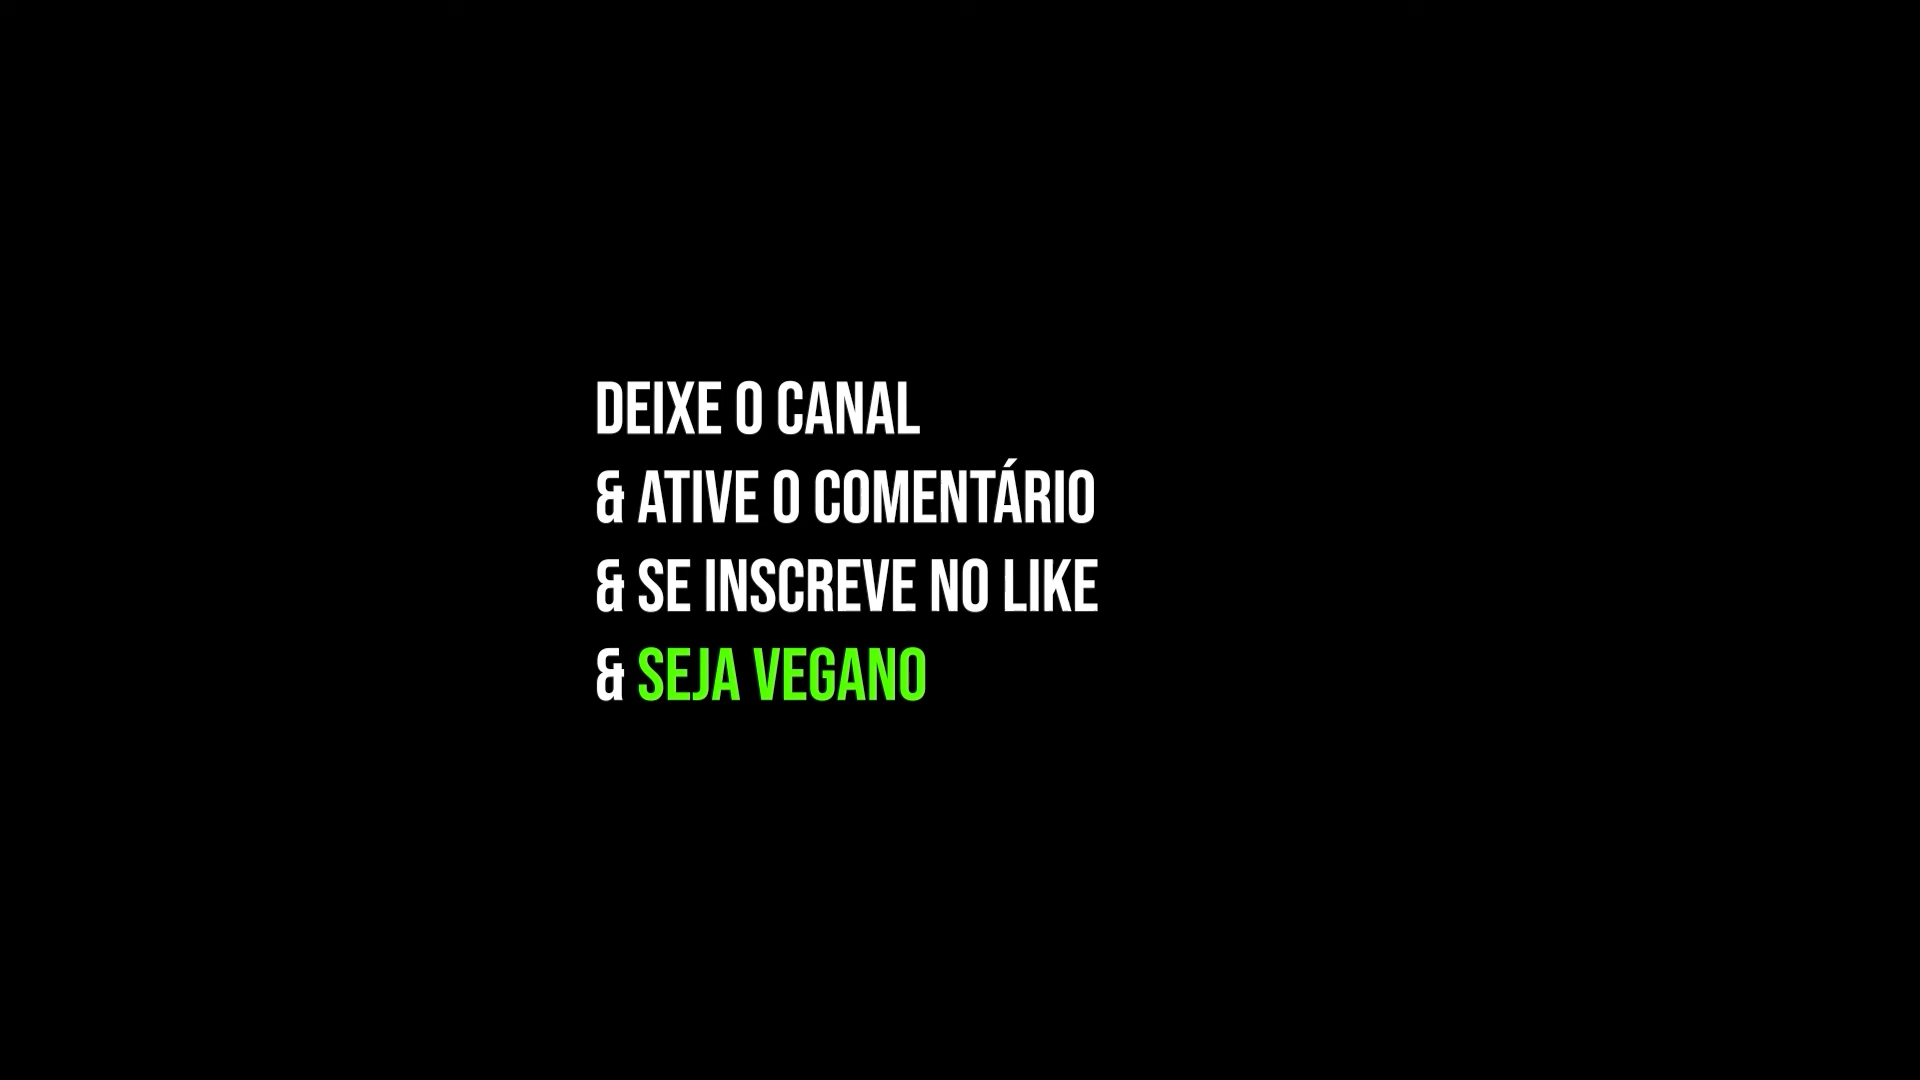 DEIXE O CANAL
& ATIVE O COMENTÁRIO
& SE INSCREVE NO LIKE
& SEJA VEGANO